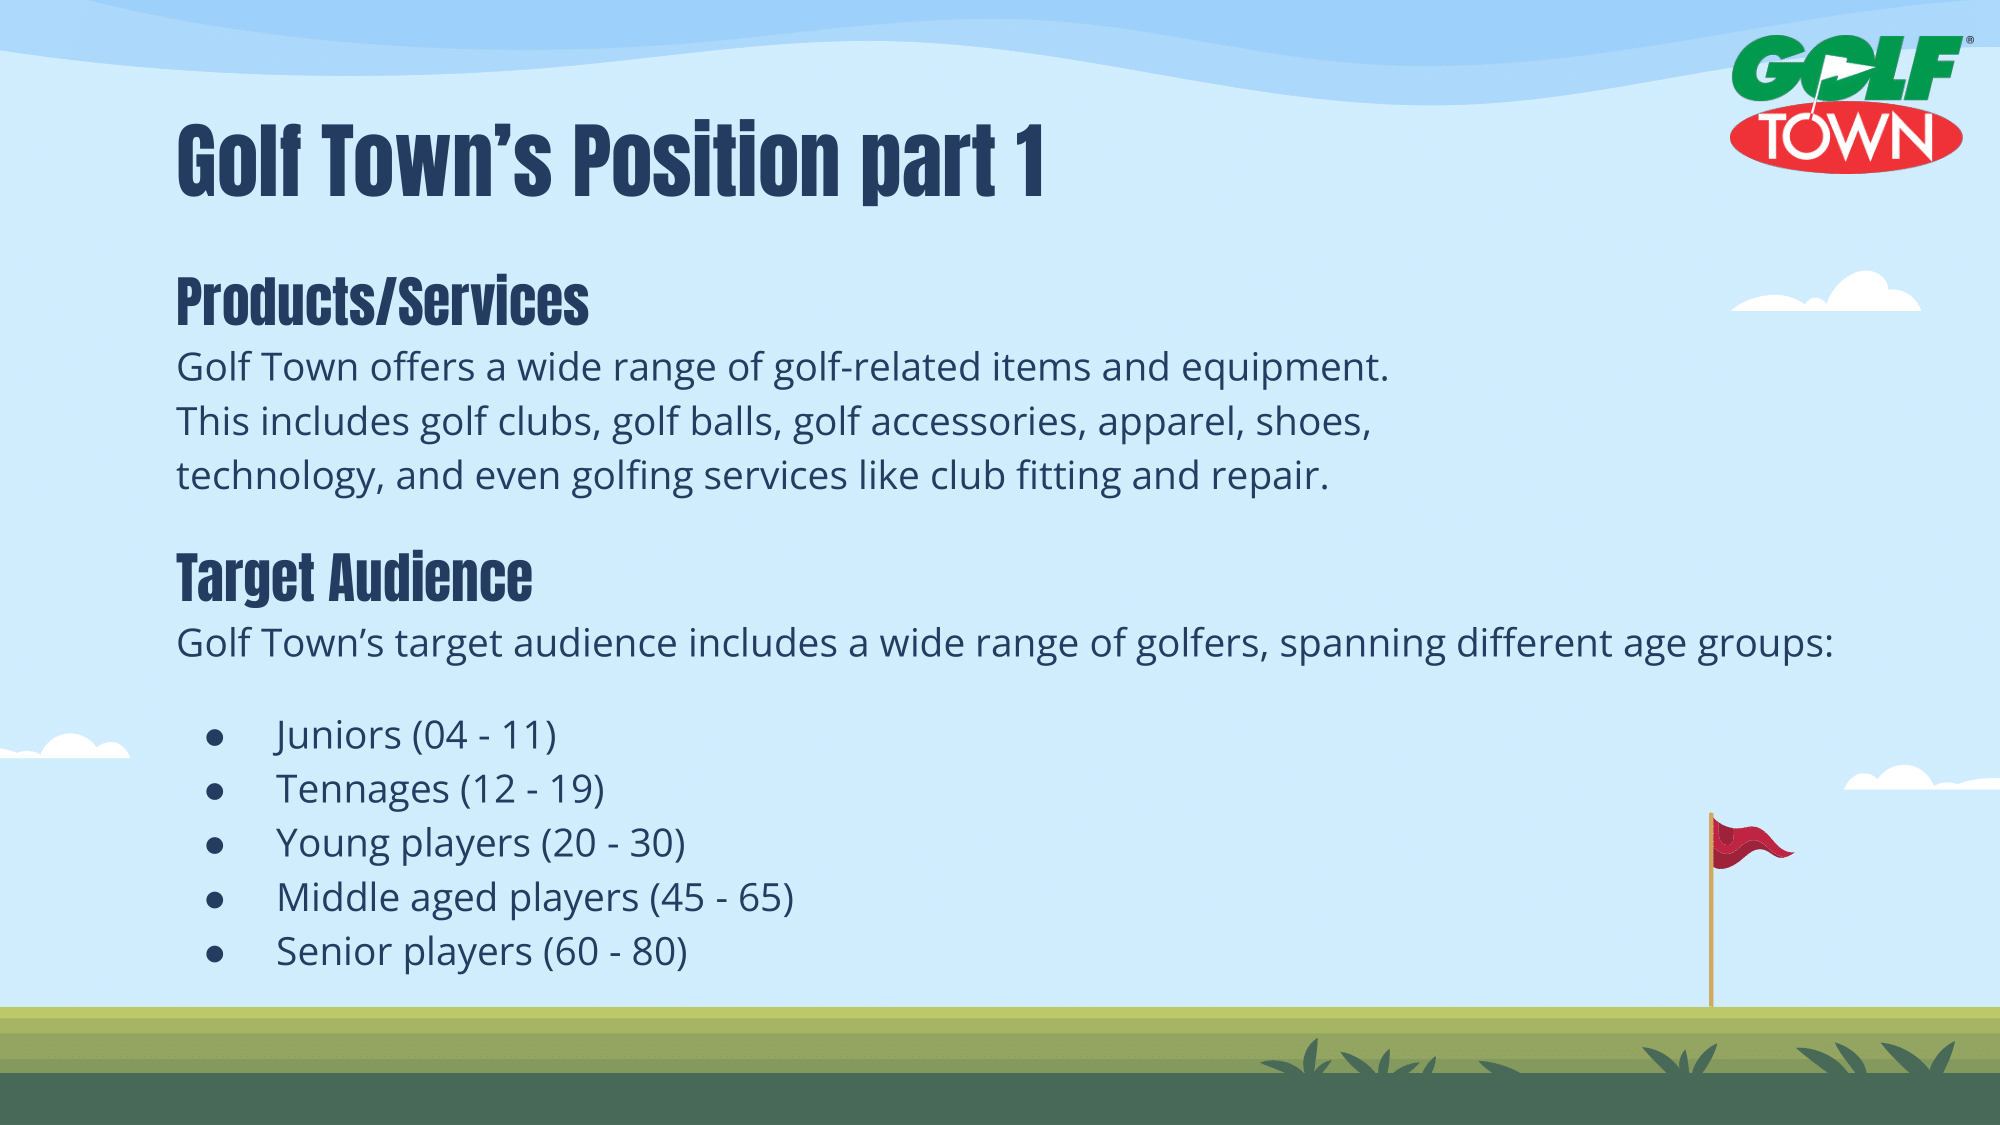 GOLF
TOWN
®
Golf Town’s Position part 1
Products/Services
Golf Town offers a wide range of golf-related items and equipment.
This includes golf clubs, golf balls, golf accessories, apparel, shoes,
technology, and even golfing services like club fitting and repair.
Target Audience
Golf Town’s target audience includes a wide range of golfers, spanning different age groups:
● Juniors (04 - 11)
● Tennages (12 - 19)
● Young players (20 - 30)
● Middle aged players (45 - 65)
● Senior players (60 - 80)